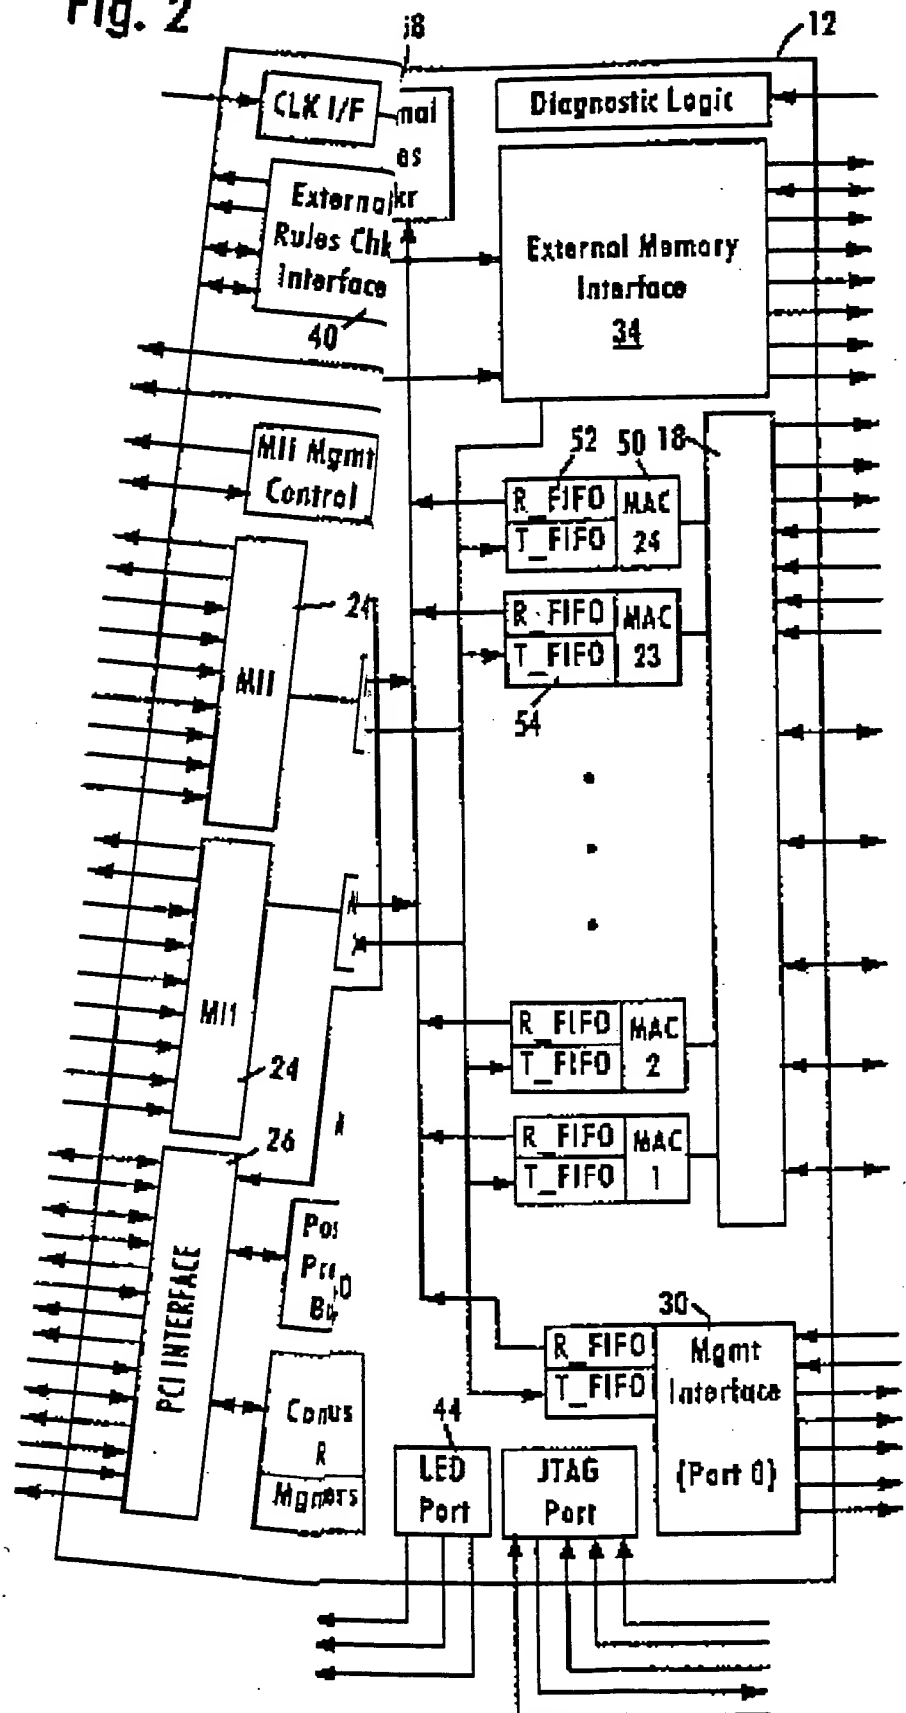 Fig. 2
12
CLK I/F
Diagnostic Logic
External
Rules Chk
Interface
40
External Memory
Interface
34
MII Mgmt
Control
52
50
18
R_FIFO
MAC
24
T_FIFO
R_FIFO
MAC
23
T_FIFO
54
MII
MII
24
R_FIFO
MAC
2
T_FIFO
R_FIFO
MAC
1
T_FIFO
26
PCI INTERFACE
30
R_FIFO
T_FIFO
Mgmt
Interface
(Port 0)
44
LED
Port
JTAG
Port